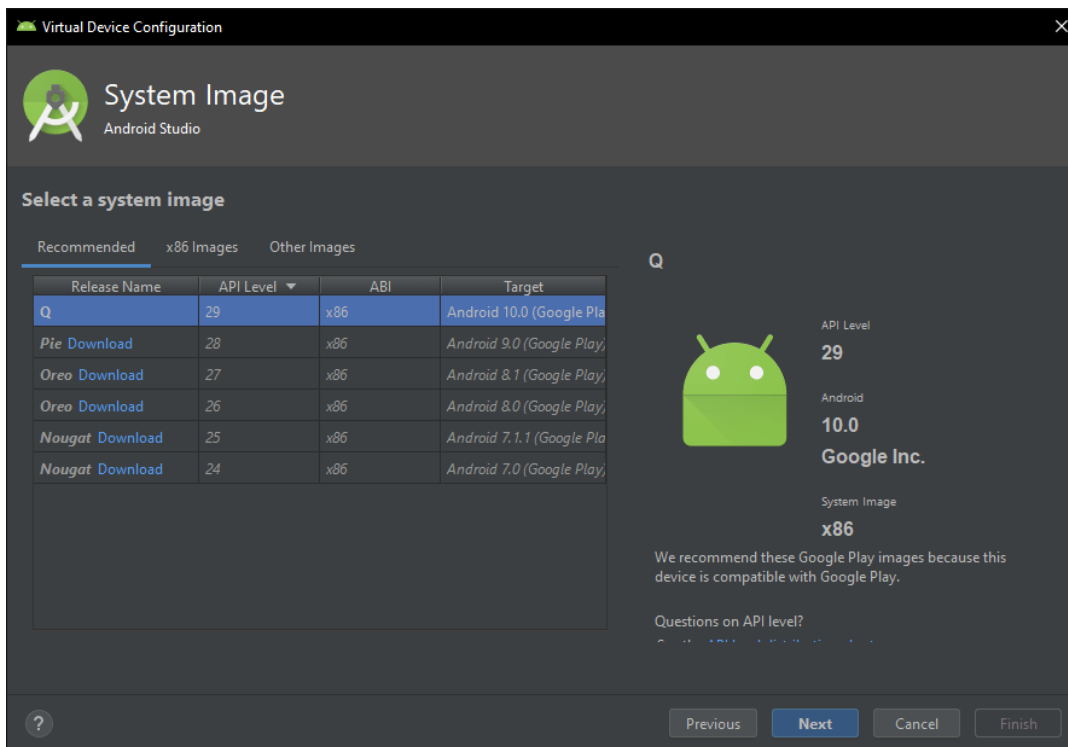 Virtual Device Configuration
System Image
Android Studio
Select a system image
Recommended x86 Images Other Images
Release Name API Level ABI Target
Q 29 x86 Android 10.0 (Google Pla
Pie Download 28 x86 Android 9.0 (Google Play)
Oreo Download 27 x86 Android 8.1 (Google Play)
Oreo Download 26 x86 Android 8.0 (Google Play)
Nougat Download 25 x86 Android 7.1.1 (Google Pla
Nougat Download 24 x86 Android 7.0 (Google Play)
Q
API Level
29
Android
10.0
Google Inc.
System Image
x86
We recommend these Google Play images because this
device is compatible with Google Play.
Questions on API level?
? Previous Next Cancel Finish